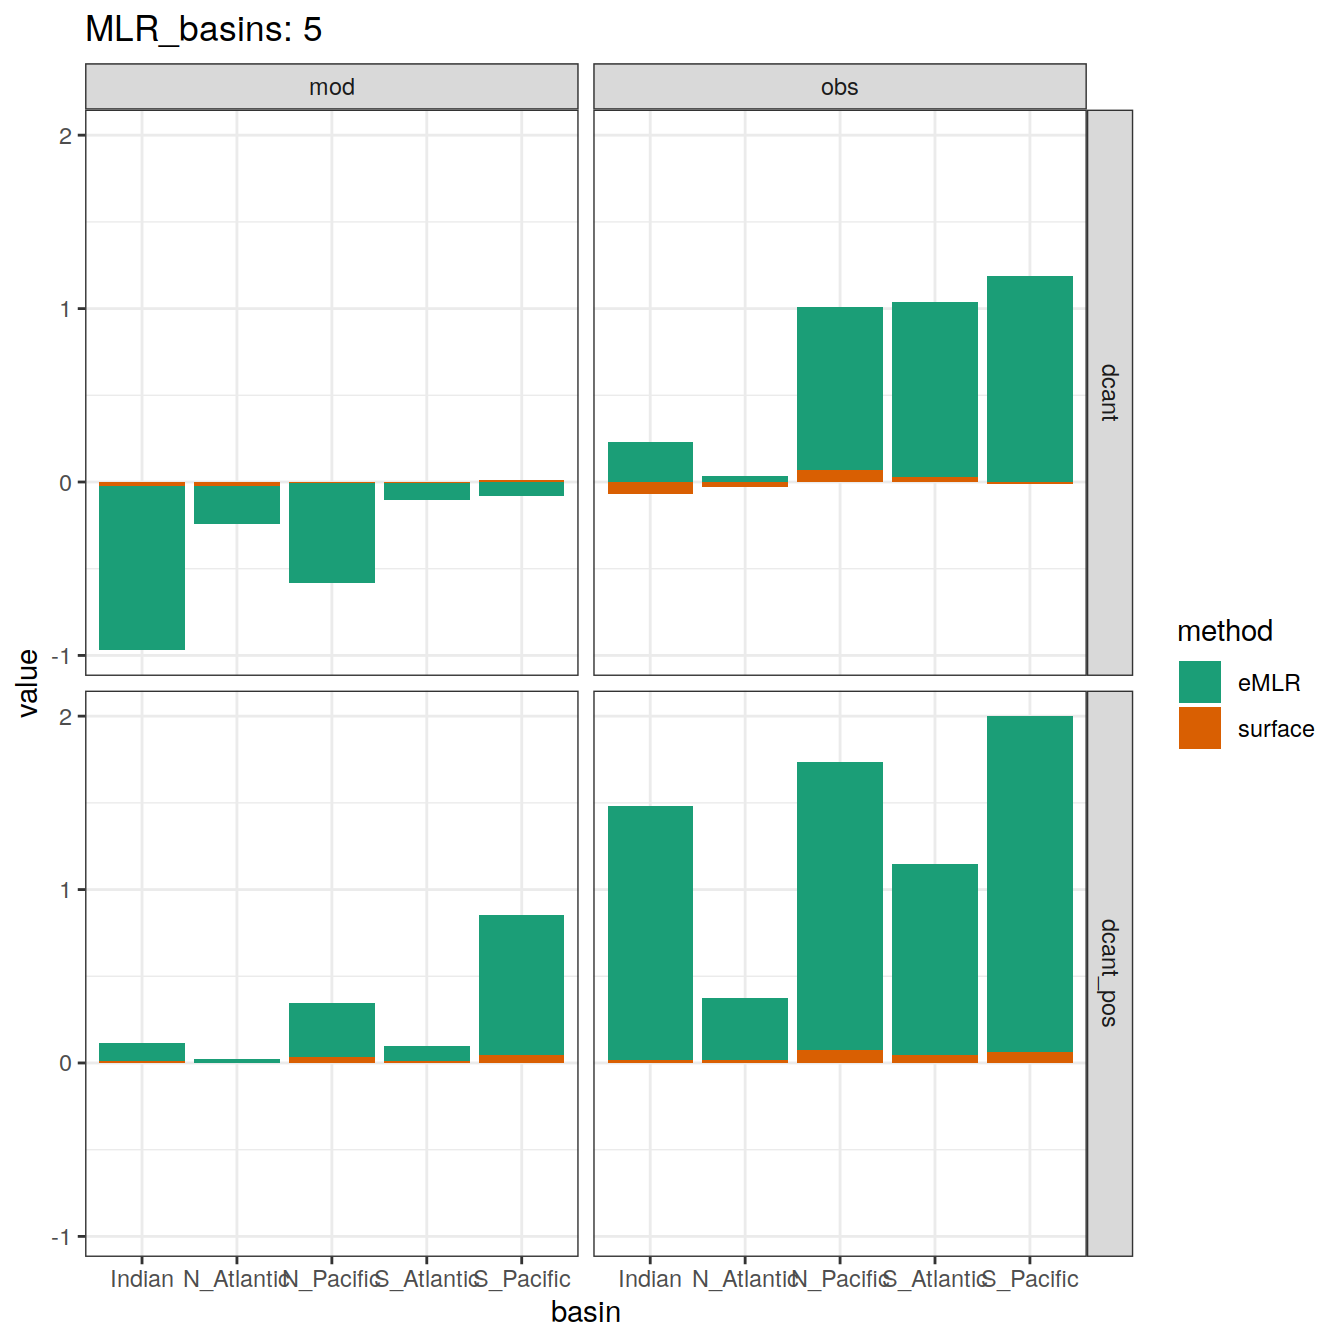 MLR_basins: 5
mod
obs
2
1
0
-1
dcant
value
2
1
0
-1
dcant_pos
method
eMLR
surface
Indian N_Atlantic N_Pacific S_Atlantic S_Pacific
Indian N_Atlantic N_Pacific S_Atlantic S_Pacific
basin